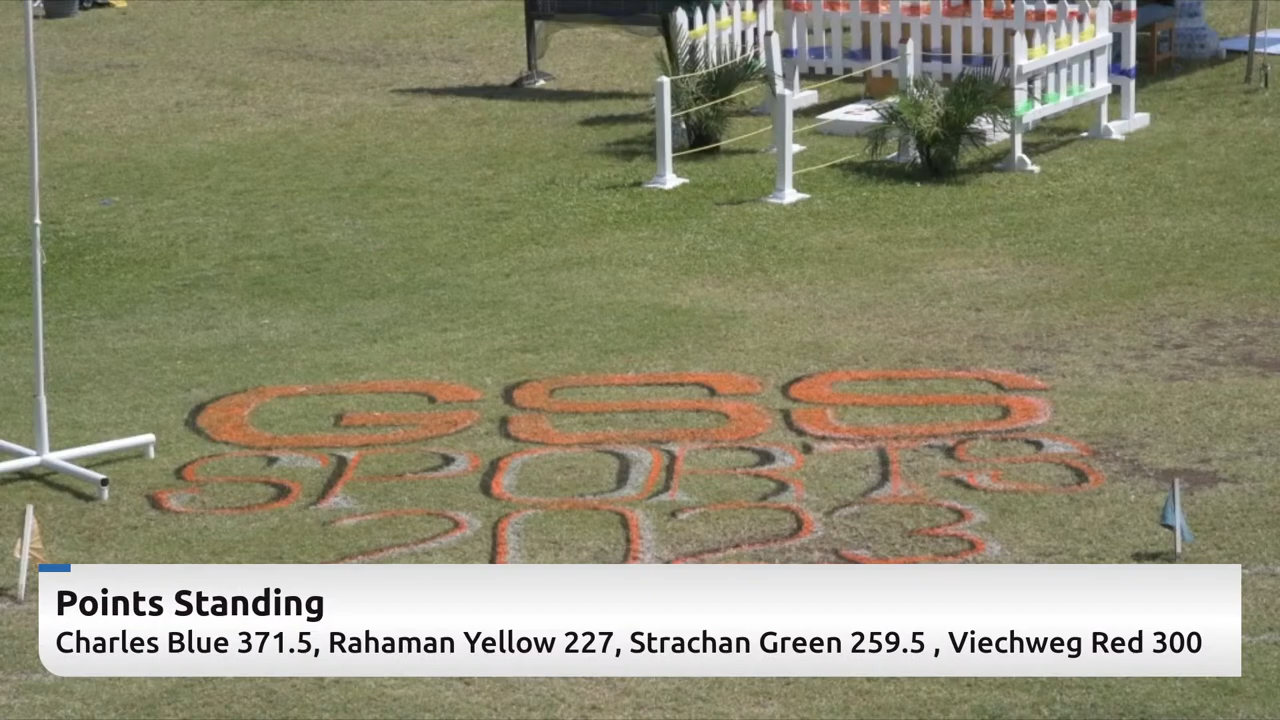 GSS
SPORTS
2023
Points Standing
Charles Blue 371.5, Rahaman Yellow 227, Strachan Green 259.5 , Viechweg Red 300